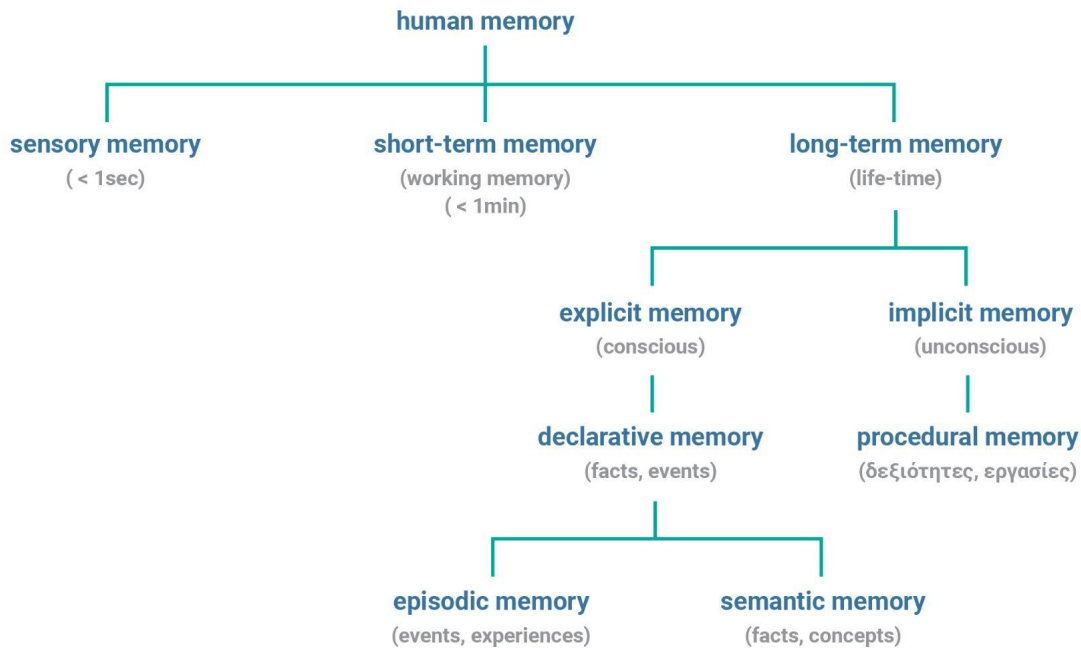 human memory
sensory memory
( < 1sec)
short-term memory
(working memory)
( < 1min)
long-term memory
(life-time)
explicit memory
(conscious)
implicit memory
(unconscious)
declarative memory
(facts, events)
procedural memory
(δεξιότητες, εργασίες)
episodic memory
(events, experiences)
semantic memory
(facts, concepts)